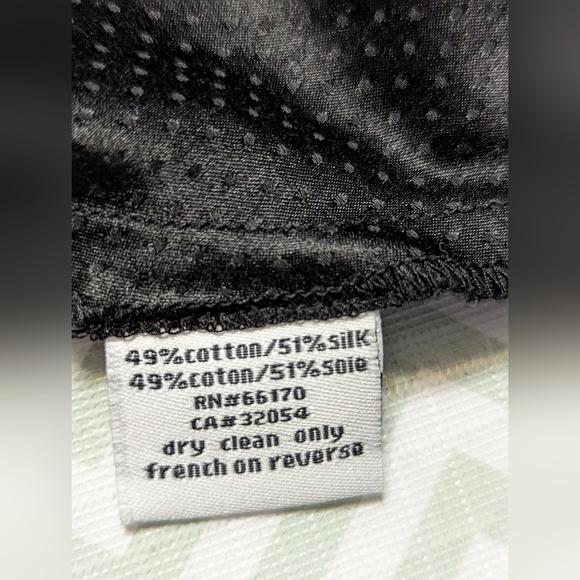 49%cotton/51%silk
49%coton/51%soie
RN#66170
CA#32054
dry clean only
french on reverse